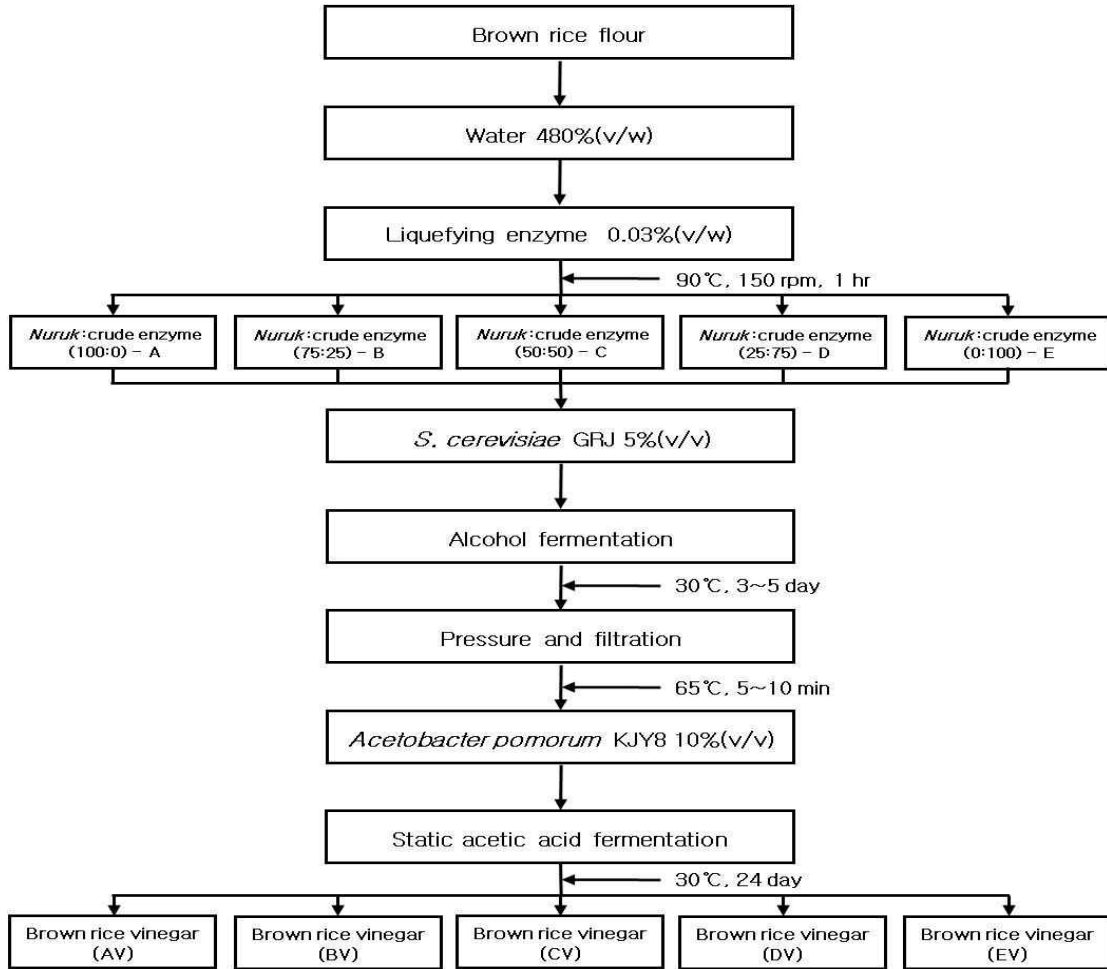 Brown rice flour
Water 480%(v/w)
Liquefying enzyme 0.03%(v/w)
90℃, 150 rpm, 1 hr
Nuruk:crude enzyme
(100:0) - A
Nuruk:crude enzyme
(75:25) - B
Nuruk:crude enzyme
(50:50) - C
Nuruk:crude enzyme
(25:75) - D
Nuruk:crude enzyme
(0:100) - E
S. cerevisiae GRJ 5%(v/v)
Alcohol fermentation
30℃, 3~5 day
Pressure and filtration
65℃, 5~10 min
Acetobacter pomorum KJY8 10%(v/v)
Static acetic acid fermentation
30℃, 24 day
Brown rice vinegar
(AV)
Brown rice vinegar
(BV)
Brown rice vinegar
(CV)
Brown rice vinegar
(DV)
Brown rice vinegar
(EV)